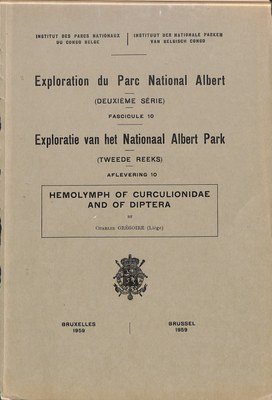 INSTITUT DES PARCS NATIONAUX
DU CONGO BELGE
INSTITUUT DER NATIONALE PARKEN
VAN BELGISCH CONGO
Exploration du Parc National Albert
(DEUXIÈME SÉRIE)
FASCICULE 10
Exploratie van het Nationaal Albert Park
(TWEEDE REEKS)
AFLEVERING 10
HEMOLYMPH OF CURCULIONIDAE
AND OF DIPTERA
BY
CHARLES GRÉGOIRE (Liège)
BRUXELLES
1959
BRUSSEL
1959